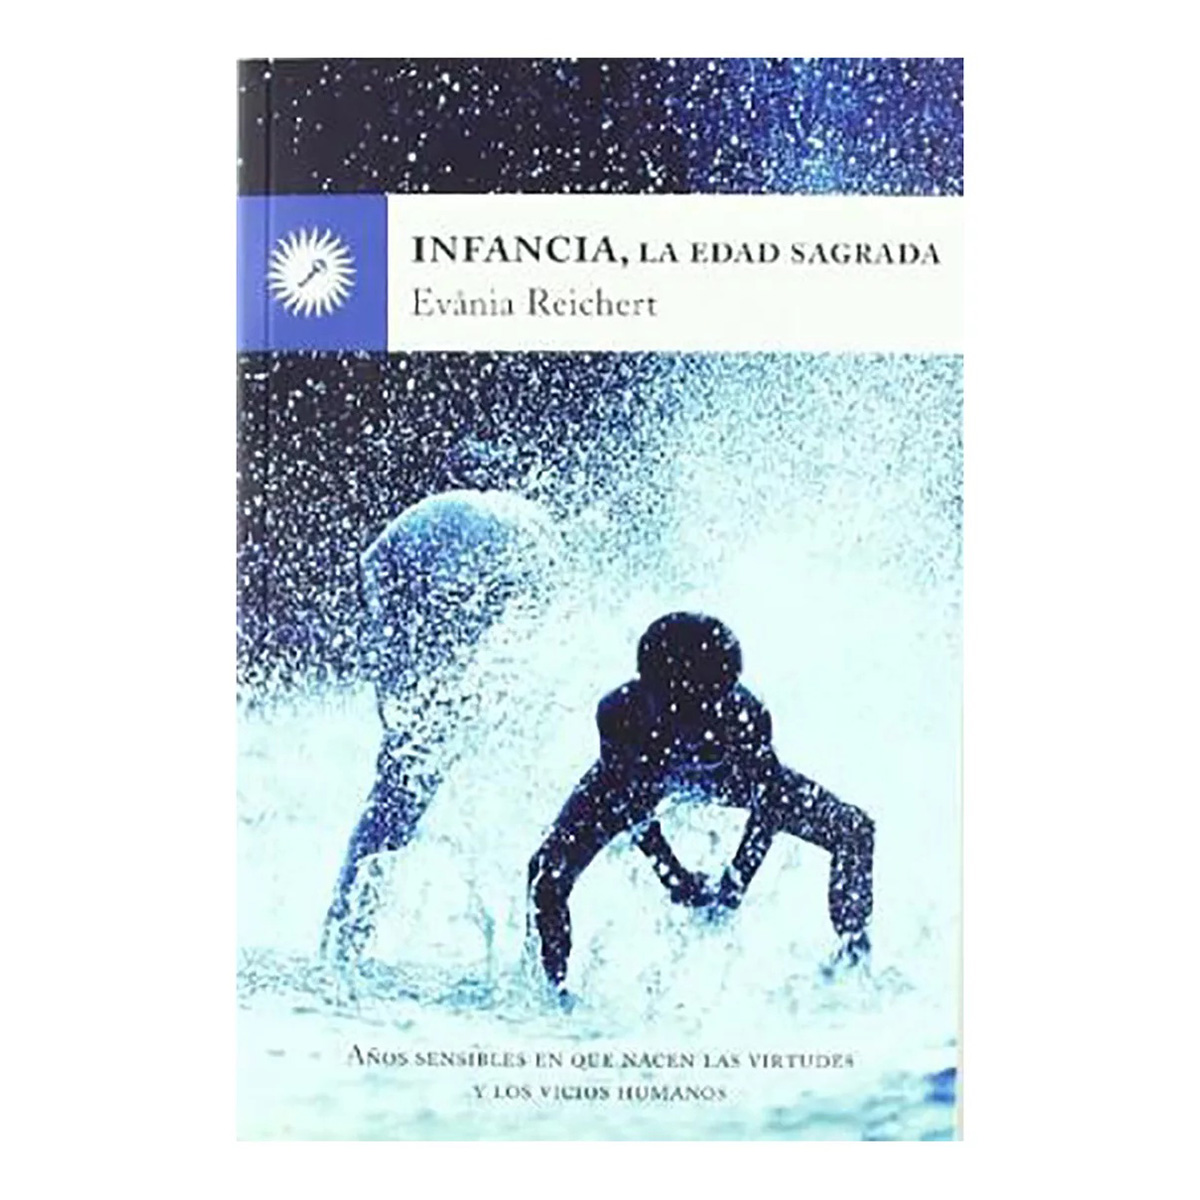 INFANCIA, LA EDAD SAGRADA
Evânia Reichert
AÑOS SENSIBLES EN QUE NACEN LAS VIRTUDES
Y LOS VICIOS HUMANOS